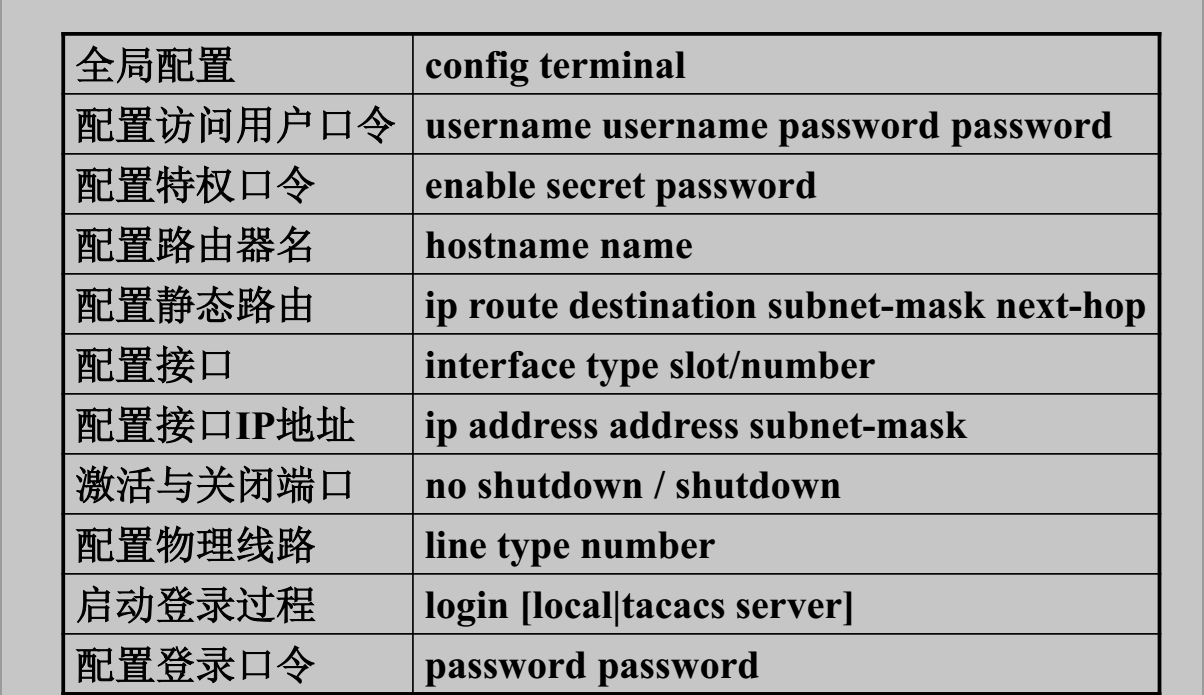 全局配置 config terminal
配置访问用户口令 username username password password
配置特权口令 enable secret password
配置路由器名 hostname name
配置静态路由 ip route destination subnet-mask next-hop
配置接口 interface type slot/number
配置接口IP地址 ip address address subnet-mask
激活与关闭端口 no shutdown / shutdown
配置物理线路 line type number
启动登录过程 login [local|tacacs server]
配置登录口令 password password